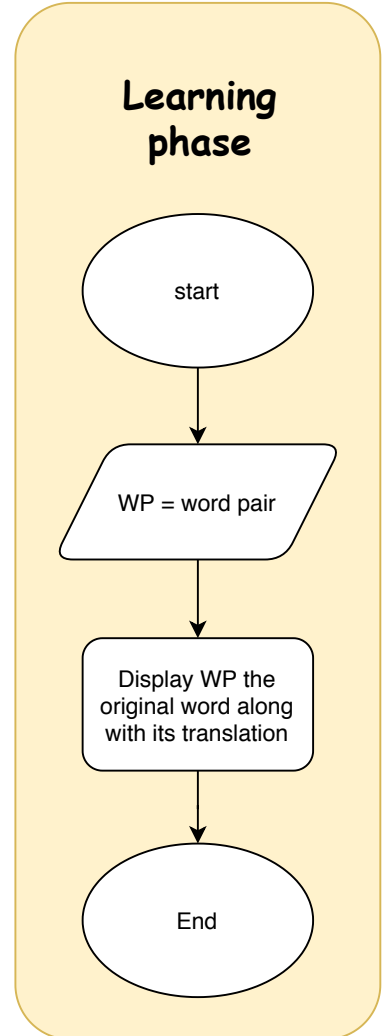 Learning
phase
start
WP = word pair
Display WP the
original word along
with its translation
End